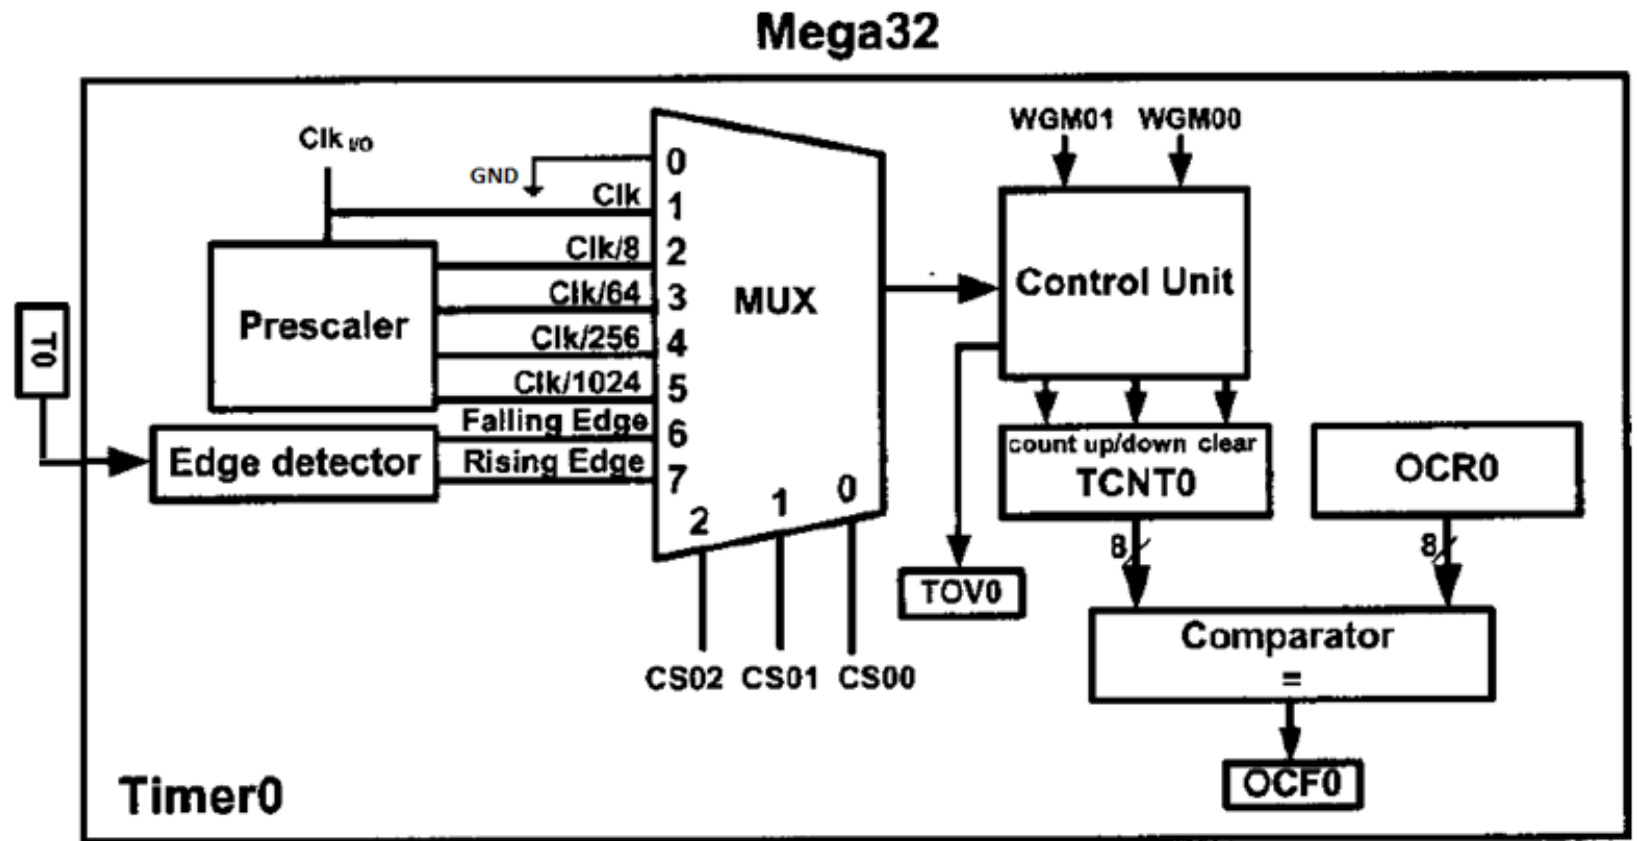 Mega32
Clk I/O
GND
Clk
Clk/8
Clk/64
Clk/256
Clk/1024
Falling Edge
Rising Edge
0
1
2
3
4
5
6
7
MUX
2 1 0
CS02 CS01 CS00
Prescaler
T0
Edge detector
WGM01 WGM00
Control Unit
count up/down clear
TCNT0
OCR0
8
8
TOV0
Comparator
=
OCF0
Timer0